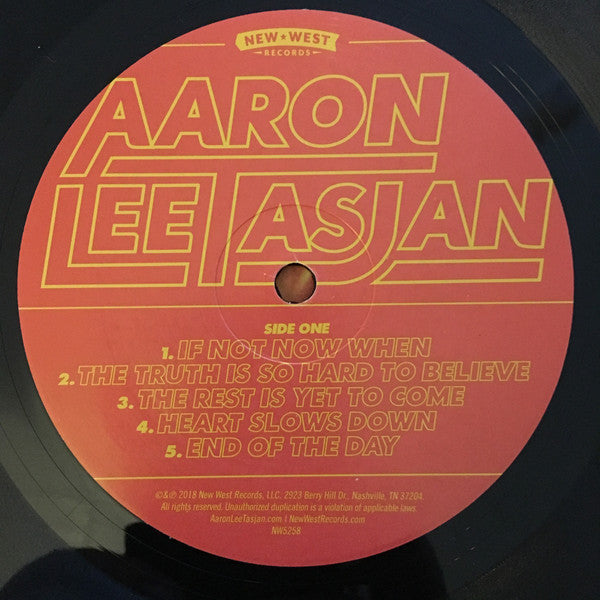 NEW★WEST
RECORDS
AARON
LEE TASJAN
SIDE ONE
1. IF NOT NOW WHEN
2. THE TRUTH IS SO HARD TO BELIEVE
3. THE REST IS YET TO COME
4. HEART SLOWS DOWN
5. END OF THE DAY
©&℗ 2018 New West Records, LLC. 2923 Berry Hill Dr., Nashville, TN 37204.
All rights reserved. Unauthorized duplication is a violation of applicable laws.
AaronLeeTasjan.com | NewWestRecords.com
NW5258